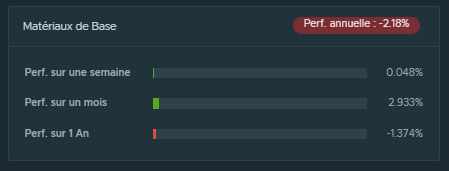 Matériaux de Base
Perf. annuelle : -2.18%
Perf. sur une semaine 0.048%
Perf. sur un mois 2.933%
Perf. sur 1 An -1.374%